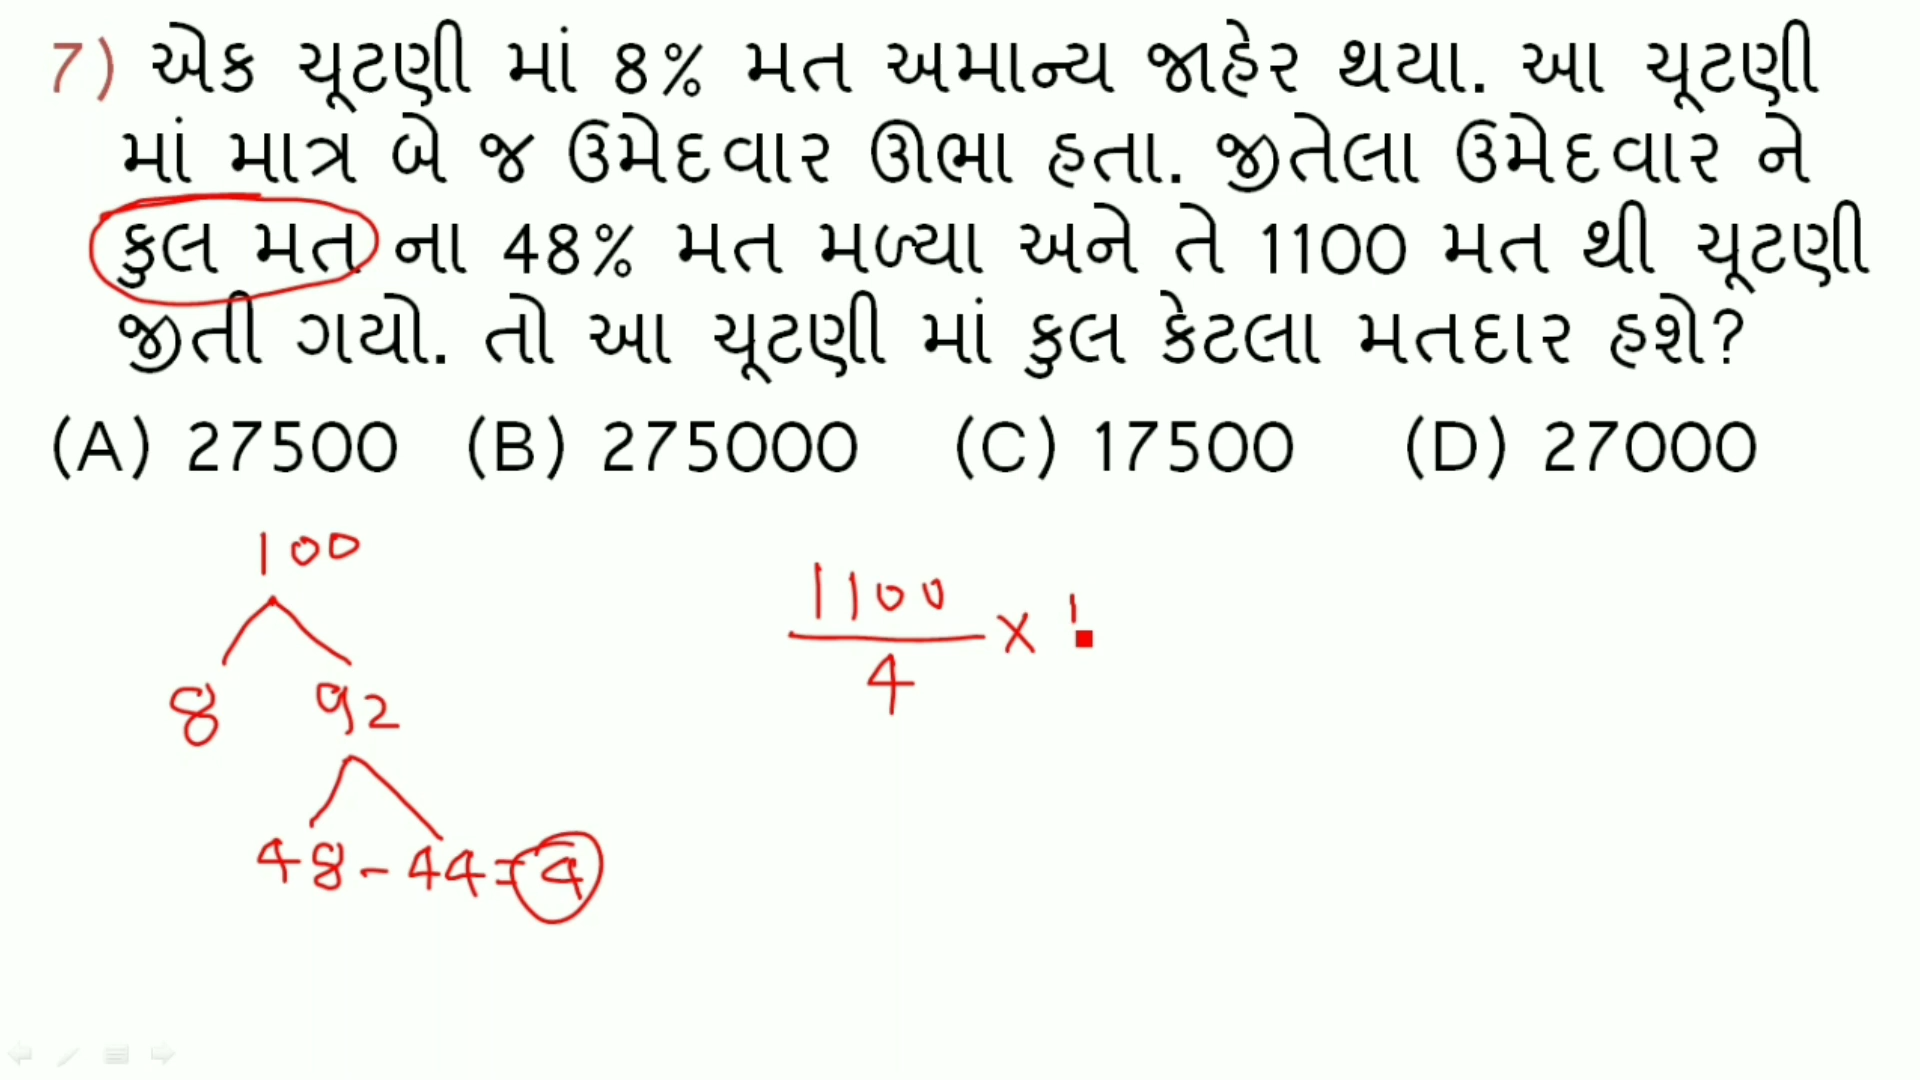 7) એક ચૂટણી માં 8% મત અમાન્ય જાહેર થયા. આ ચૂટણી
માં માત્ર બે જ ઉમેદવાર ઊભા હતા. જીતેલા ઉમેદવાર ને
કુલ મત ના 48% મત મળ્યા અને તે 1100 મત થી ચૂટણી
જીતી ગયો. તો આ ચૂટણી માં કુલ કેટલા મતદાર હશે?
(A) 27500 (B) 275000 (C) 17500 (D) 27000
100
8 92
48-44=4
1100
4
× 1